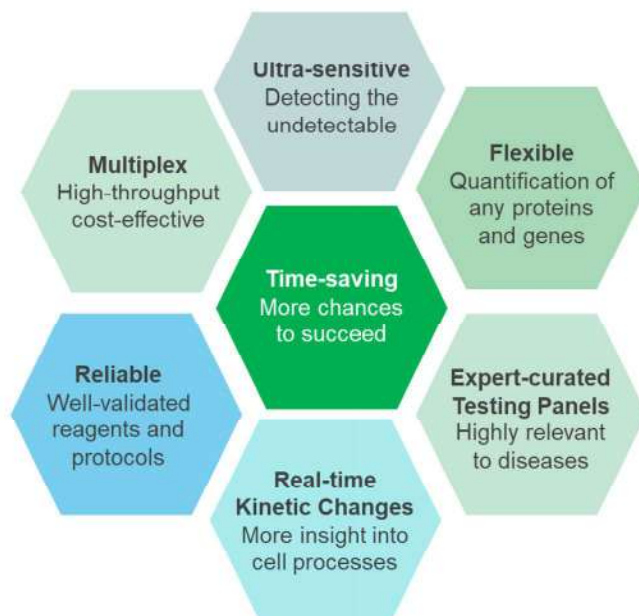 Ultra-sensitive
Detecting the
undetectable
Multiplex
High-throughput
cost-effective
Flexible
Quantification of
any proteins
and genes
Time-saving
More chances
to succeed
Reliable
Well-validated
reagents and
protocols
Expert-curated
Testing Panels
Highly relevant
to diseases
Real-time
Kinetic Changes
More insight into
cell processes